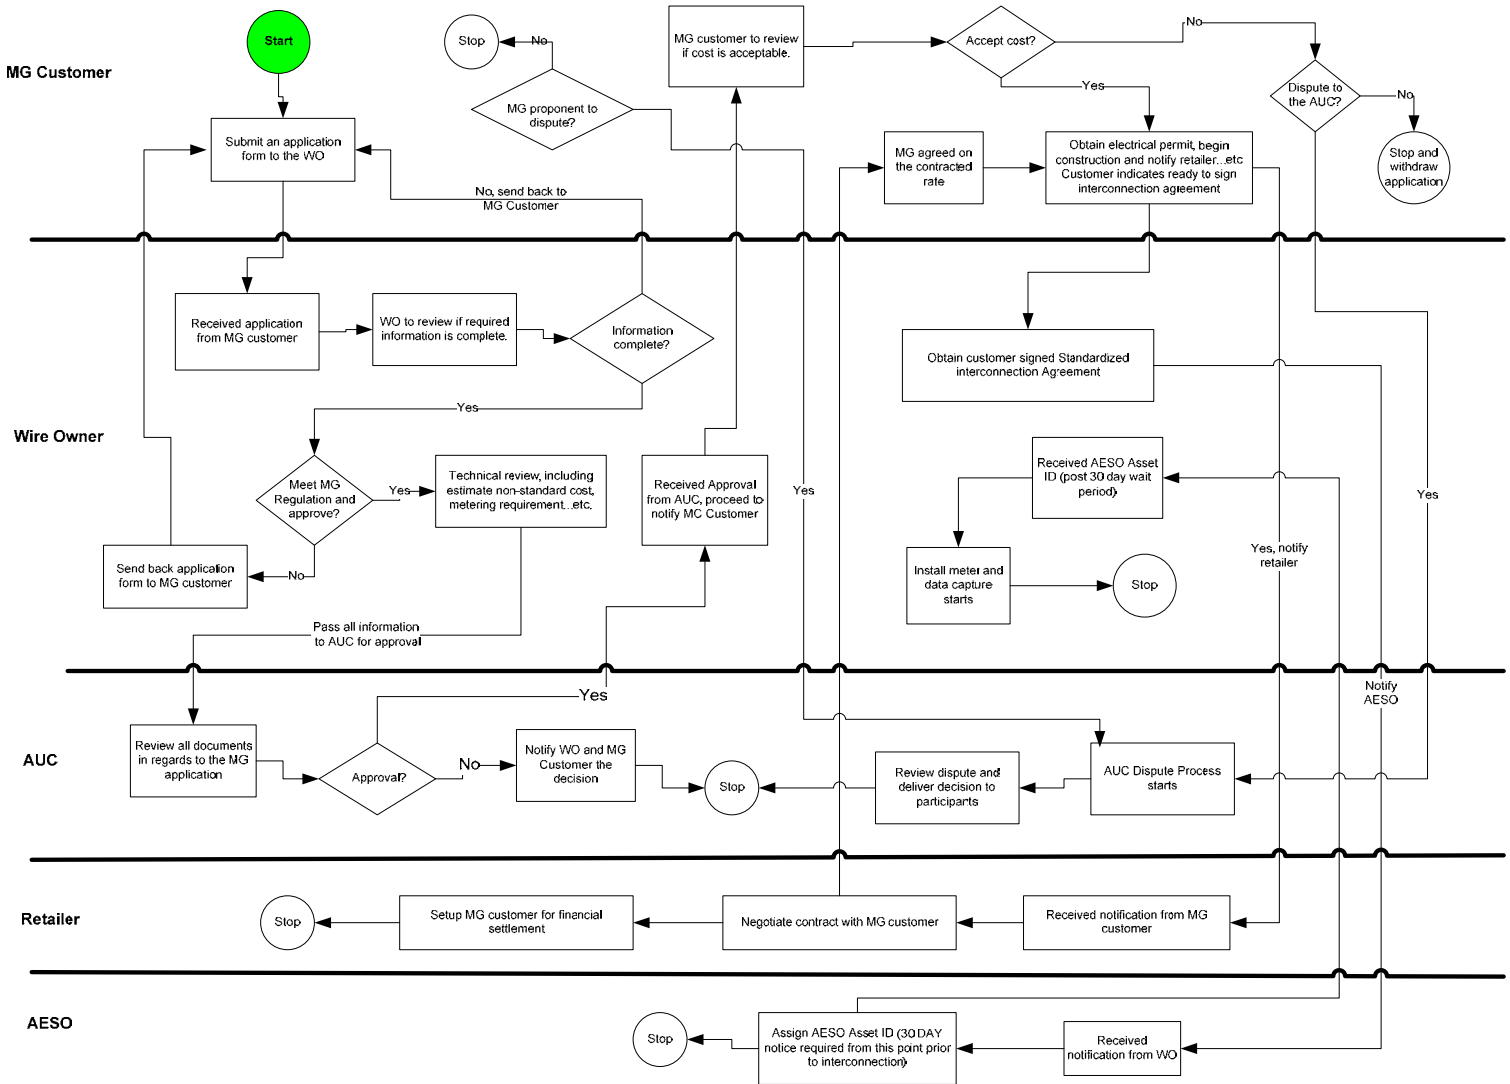 MG Customer
Start
Stop
No
MG proponent to
dispute?
MG customer to review
if cost is acceptable.
Accept cost?
No
Yes
Dispute to
the AUC?
No
Stop and
withdraw
application
Submit an application
form to the WO
No, send back to
MG Customer
MG agreed on
the contracted
rate
Obtain electrical permit, begin
construction and notify retailer...etc
Customer indicates ready to sign
interconnection agreement
Wire Owner
Received application
from MG customer
WO to review if required
information is complete.
Information
complete?
Yes
Obtain customer signed Standardized
interconnection Agreement
Meet MG
Regulation and
approve?
Yes
Technical review, including
estimate non-standard cost,
metering requirement...etc.
Received Approval
from AUC, proceed to
notify MC Customer
Yes
Received AESO Asset
ID (post 30 day wait
period)
Yes
Yes, notify
retailer
Send back application
form to MG customer
No
Install meter and
data capture
starts
Stop
Pass all information
to AUC for approval
Yes
Notify
AESO
AUC
Review all documents
in regards to the MG
application
Approval?
No
Notify WO and MG
Customer the
decision
Stop
Review dispute and
deliver decision to
participants
AUC Dispute Process
starts
Retailer
Stop
Setup MG customer for financial
settlement
Negotiate contract with MG customer
Received notification from MG
customer
AESO
Stop
Assign AESO Asset ID (30 DAY
notice required from this point prior
to interconnection)
Received
notification from WO